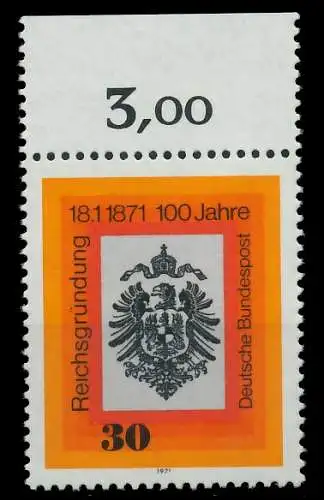 3,00
18.1.1871 100 Jahre
Reichsgründung
Deutsche Bundespost
30
1971